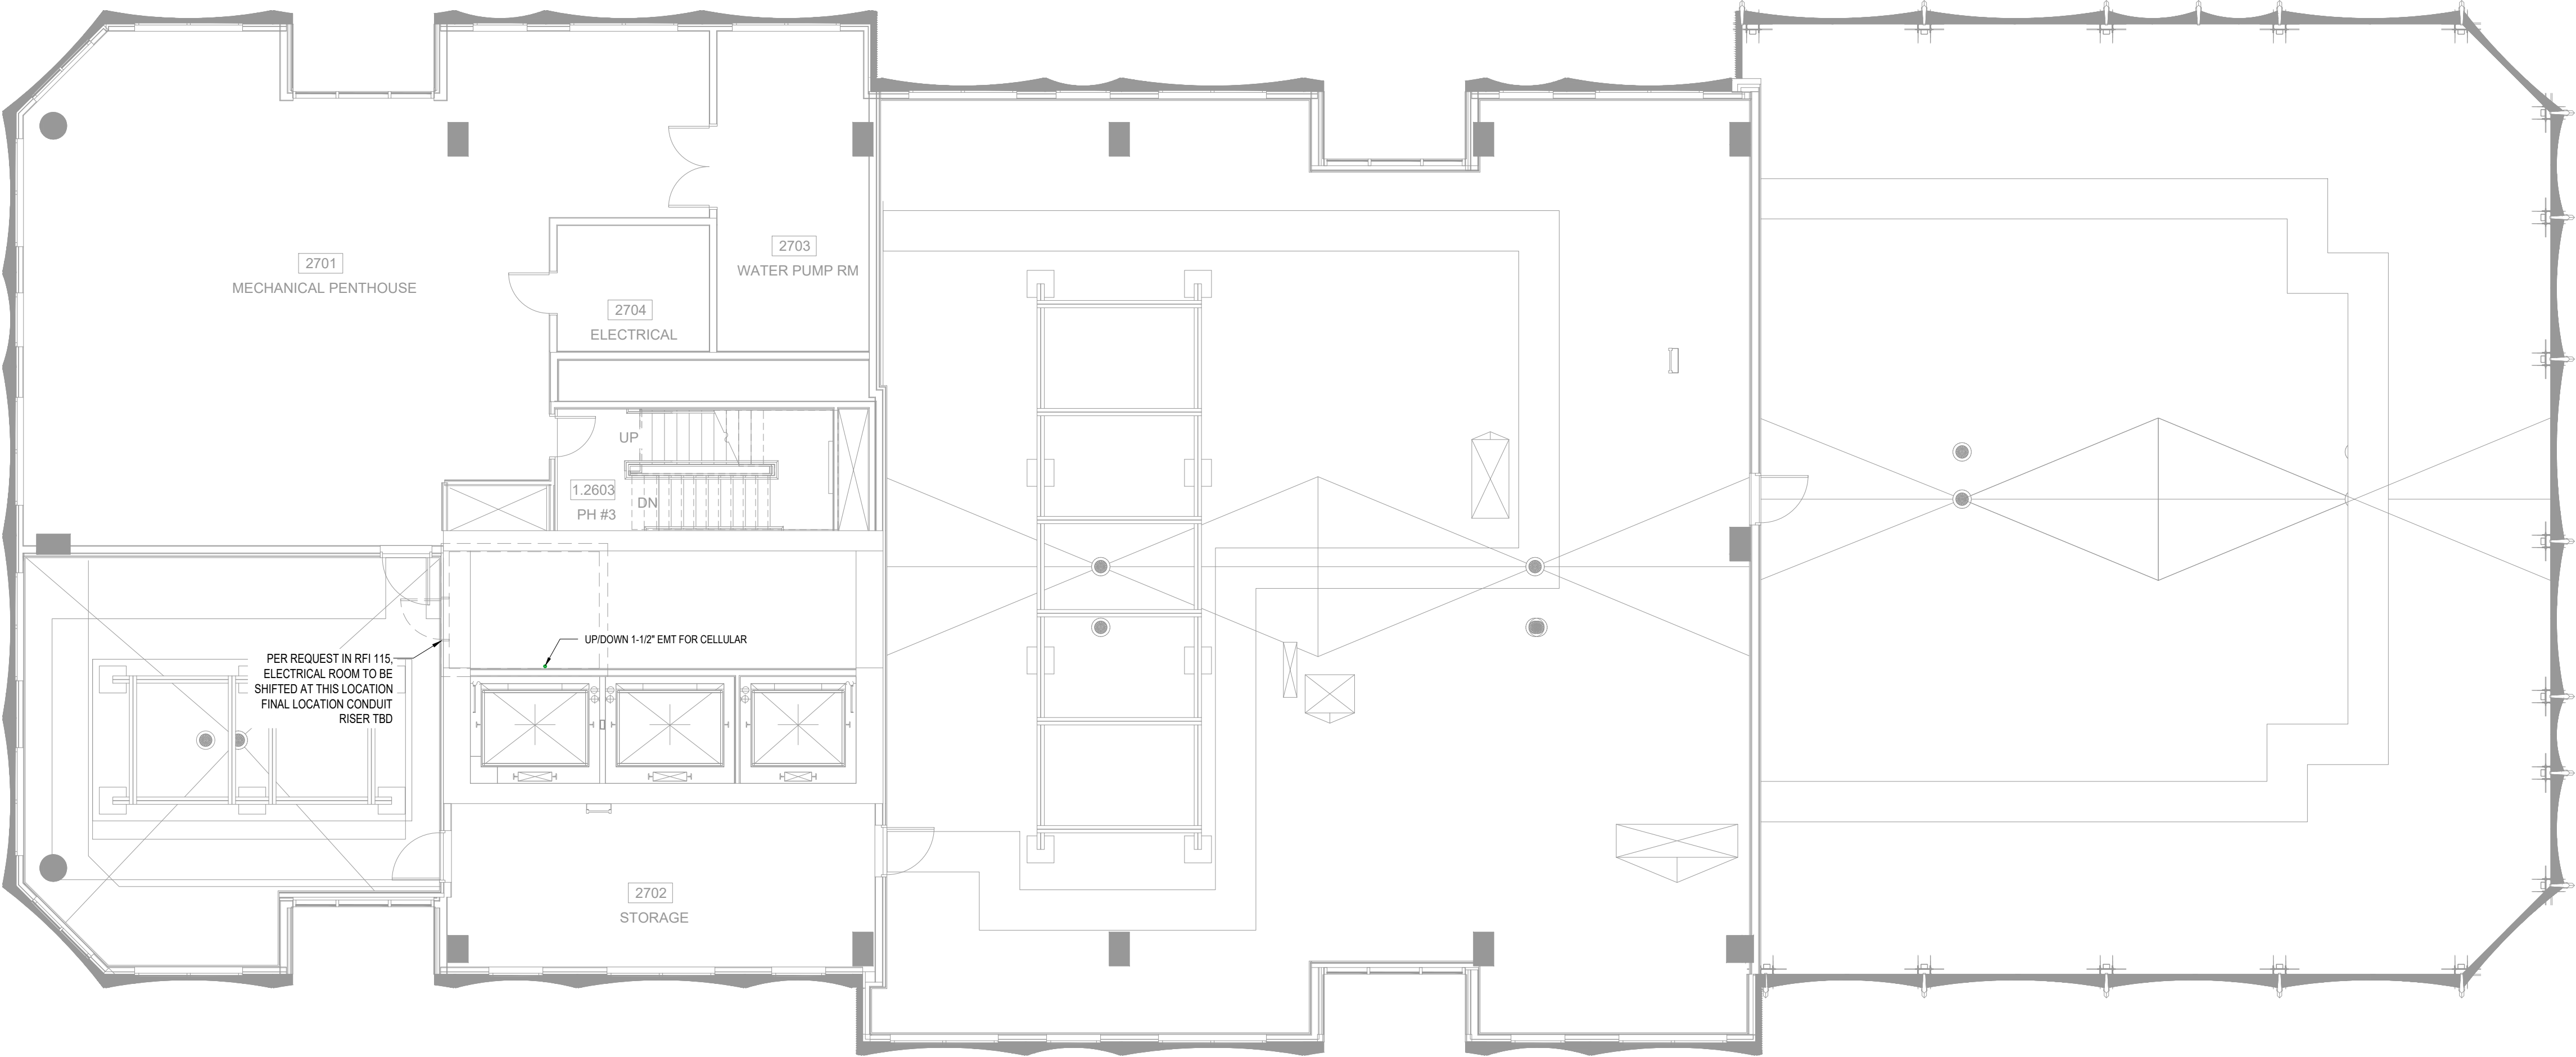 2703
WATER PUMP RM
2701
MECHANICAL PENTHOUSE
2704
ELECTRICAL
UP
1.2603
PH #3
DN
UP/DOWN 1-1/2" EMT FOR CELLULAR
PER REQUEST IN RFI 115,
ELECTRICAL ROOM TO BE
SHIFTED AT THIS LOCATION
FINAL LOCATION CONDUIT
RISER TBD
2702
STORAGE